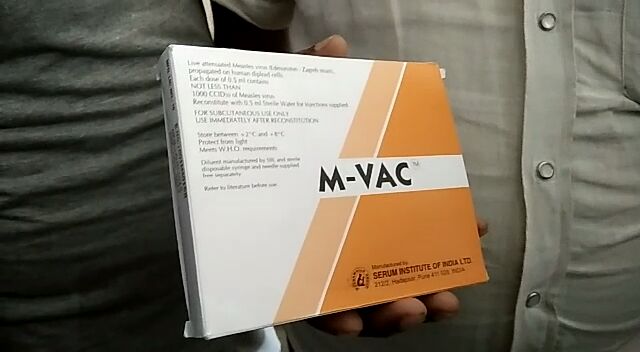 Live attenuated Measles virus (Edmonston - Zagreb strain),
propagated on human diploid cells.
Each dose of 0.5 ml contains
NOT LESS THAN
1000 CCID50 of Measles virus
Reconstitute with 0.5 ml Sterile Water for Injections supplied.
FOR SUBCUTANEOUS USE ONLY
USE IMMEDIATELY AFTER RECONSTITUTION
Store between +2°C and +8°C
Protect from light
Meets W.H.O. requirements
Diluent manufactured by SIIL and sterile
disposable syringe and needle supplied
free separately
Refer to literature before use
M-VAC™
Manufactured by:
SERUM INSTITUTE OF INDIA LTD.
212/2, Hadapsar, Pune 411 028, INDIA